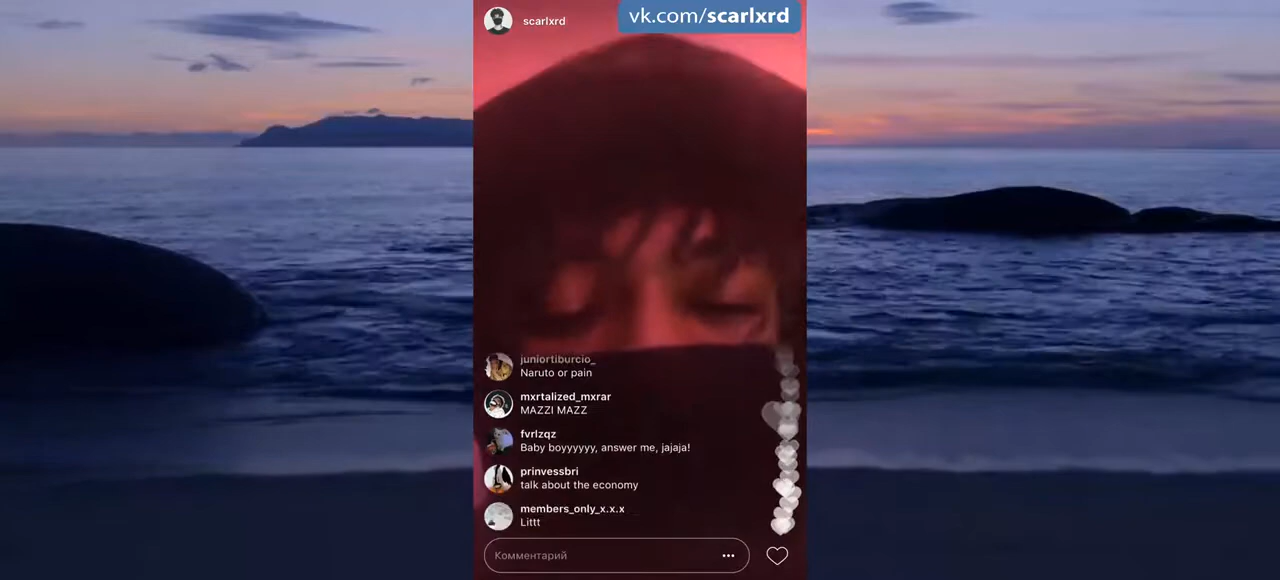 scarlxrd
vk.com/scarlxrd
juniortiburcio_
Naruto or pain
mxrtalized_mxrar
MAZZI MAZZ
fvrlzqz
Baby boyyyyyy, answer me, jajaja!
prinvessbri
talk about the economy
members_only_x.x.x
Littt
Комментарий